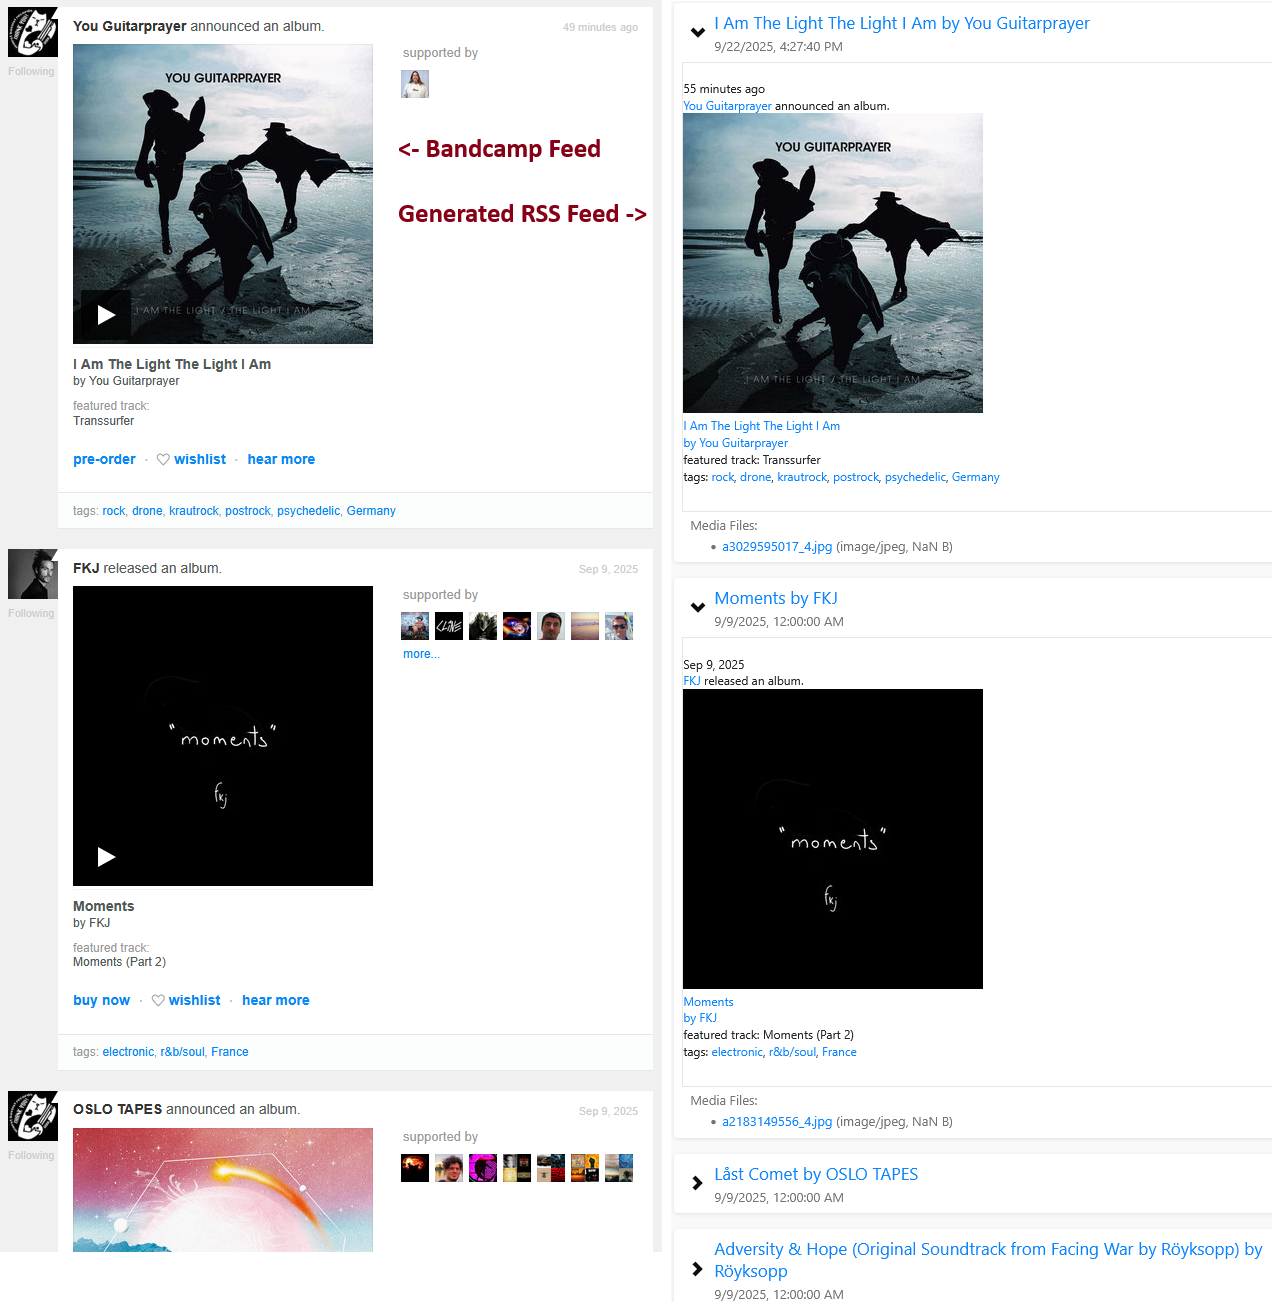 You Guitarprayer announced an album.
49 minutes ago
Following
supported by
YOU GUITARPRAYER
I AM THE LIGHT / THE LIGHT I AM
<- Bandcamp Feed
Generated RSS Feed ->
I Am The Light The Light I Am
by You Guitarprayer
featured track:
Transsurfer
pre-order · wishlist · hear more
tags: rock, drone, krautrock, postrock, psychedelic, Germany
FKJ released an album.
Sep 9, 2025
Following
supported by
CLINE
more...
"moments"
fkj
Moments
by FKJ
featured track:
Moments (Part 2)
buy now · wishlist · hear more
tags: electronic, r&b/soul, France
OSLO TAPES announced an album.
Sep 9, 2025
Following
supported by
I Am The Light The Light I Am by You Guitarprayer
9/22/2025, 4:27:40 PM
55 minutes ago
You Guitarprayer announced an album.
YOU GUITARPRAYER
I AM THE LIGHT / THE LIGHT I AM
I Am The Light The Light I Am
by You Guitarprayer
featured track: Transsurfer
tags: rock, drone, krautrock, postrock, psychedelic, Germany
Media Files:
• a3029595017_4.jpg (image/jpeg, NaN B)
Moments by FKJ
9/9/2025, 12:00:00 AM
Sep 9, 2025
FKJ released an album.
"moments"
fkj
Moments
by FKJ
featured track: Moments (Part 2)
tags: electronic, r&b/soul, France
Media Files:
• a2183149556_4.jpg (image/jpeg, NaN B)
Låst Comet by OSLO TAPES
9/9/2025, 12:00:00 AM
Adversity & Hope (Original Soundtrack from Facing War by Röyksopp) by
Röyksopp
9/9/2025, 12:00:00 AM